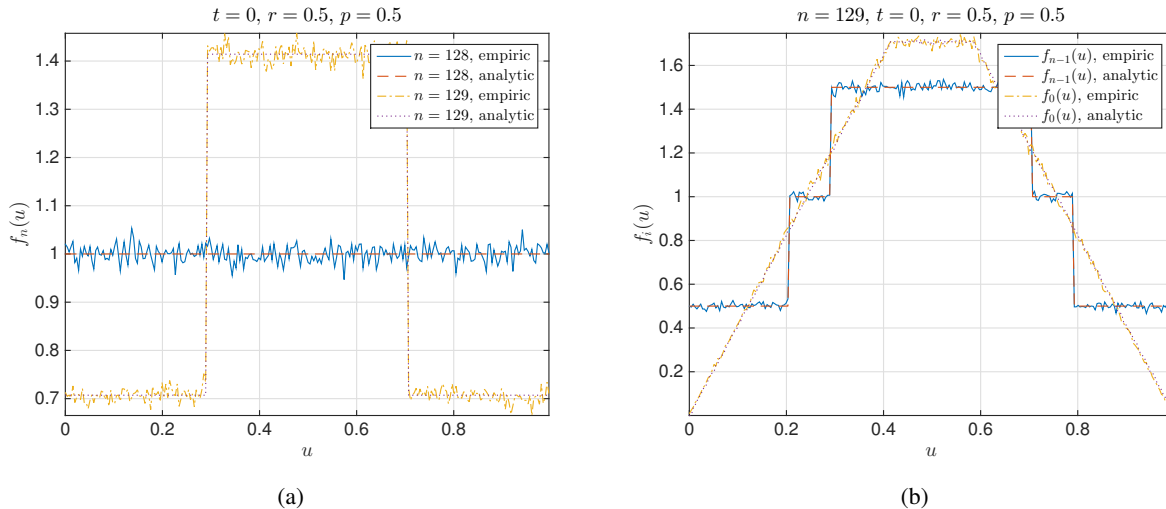 t = 0, r = 0.5, p = 0.5
n = 128, empiric
n = 128, analytic
n = 129, empiric
n = 129, analytic
f_n(u)
1.4
1.3
1.2
1.1
1
0.9
0.8
0.7
0 0.2 0.4 0.6 0.8
u
(a)
n = 129, t = 0, r = 0.5, p = 0.5
f_{n-1}(u), empiric
f_{n-1}(u), analytic
f_0(u), empiric
f_0(u), analytic
f_i(u)
1.6
1.4
1.2
1
0.8
0.6
0.4
0.2
0 0.2 0.4 0.6 0.8
u
(b)